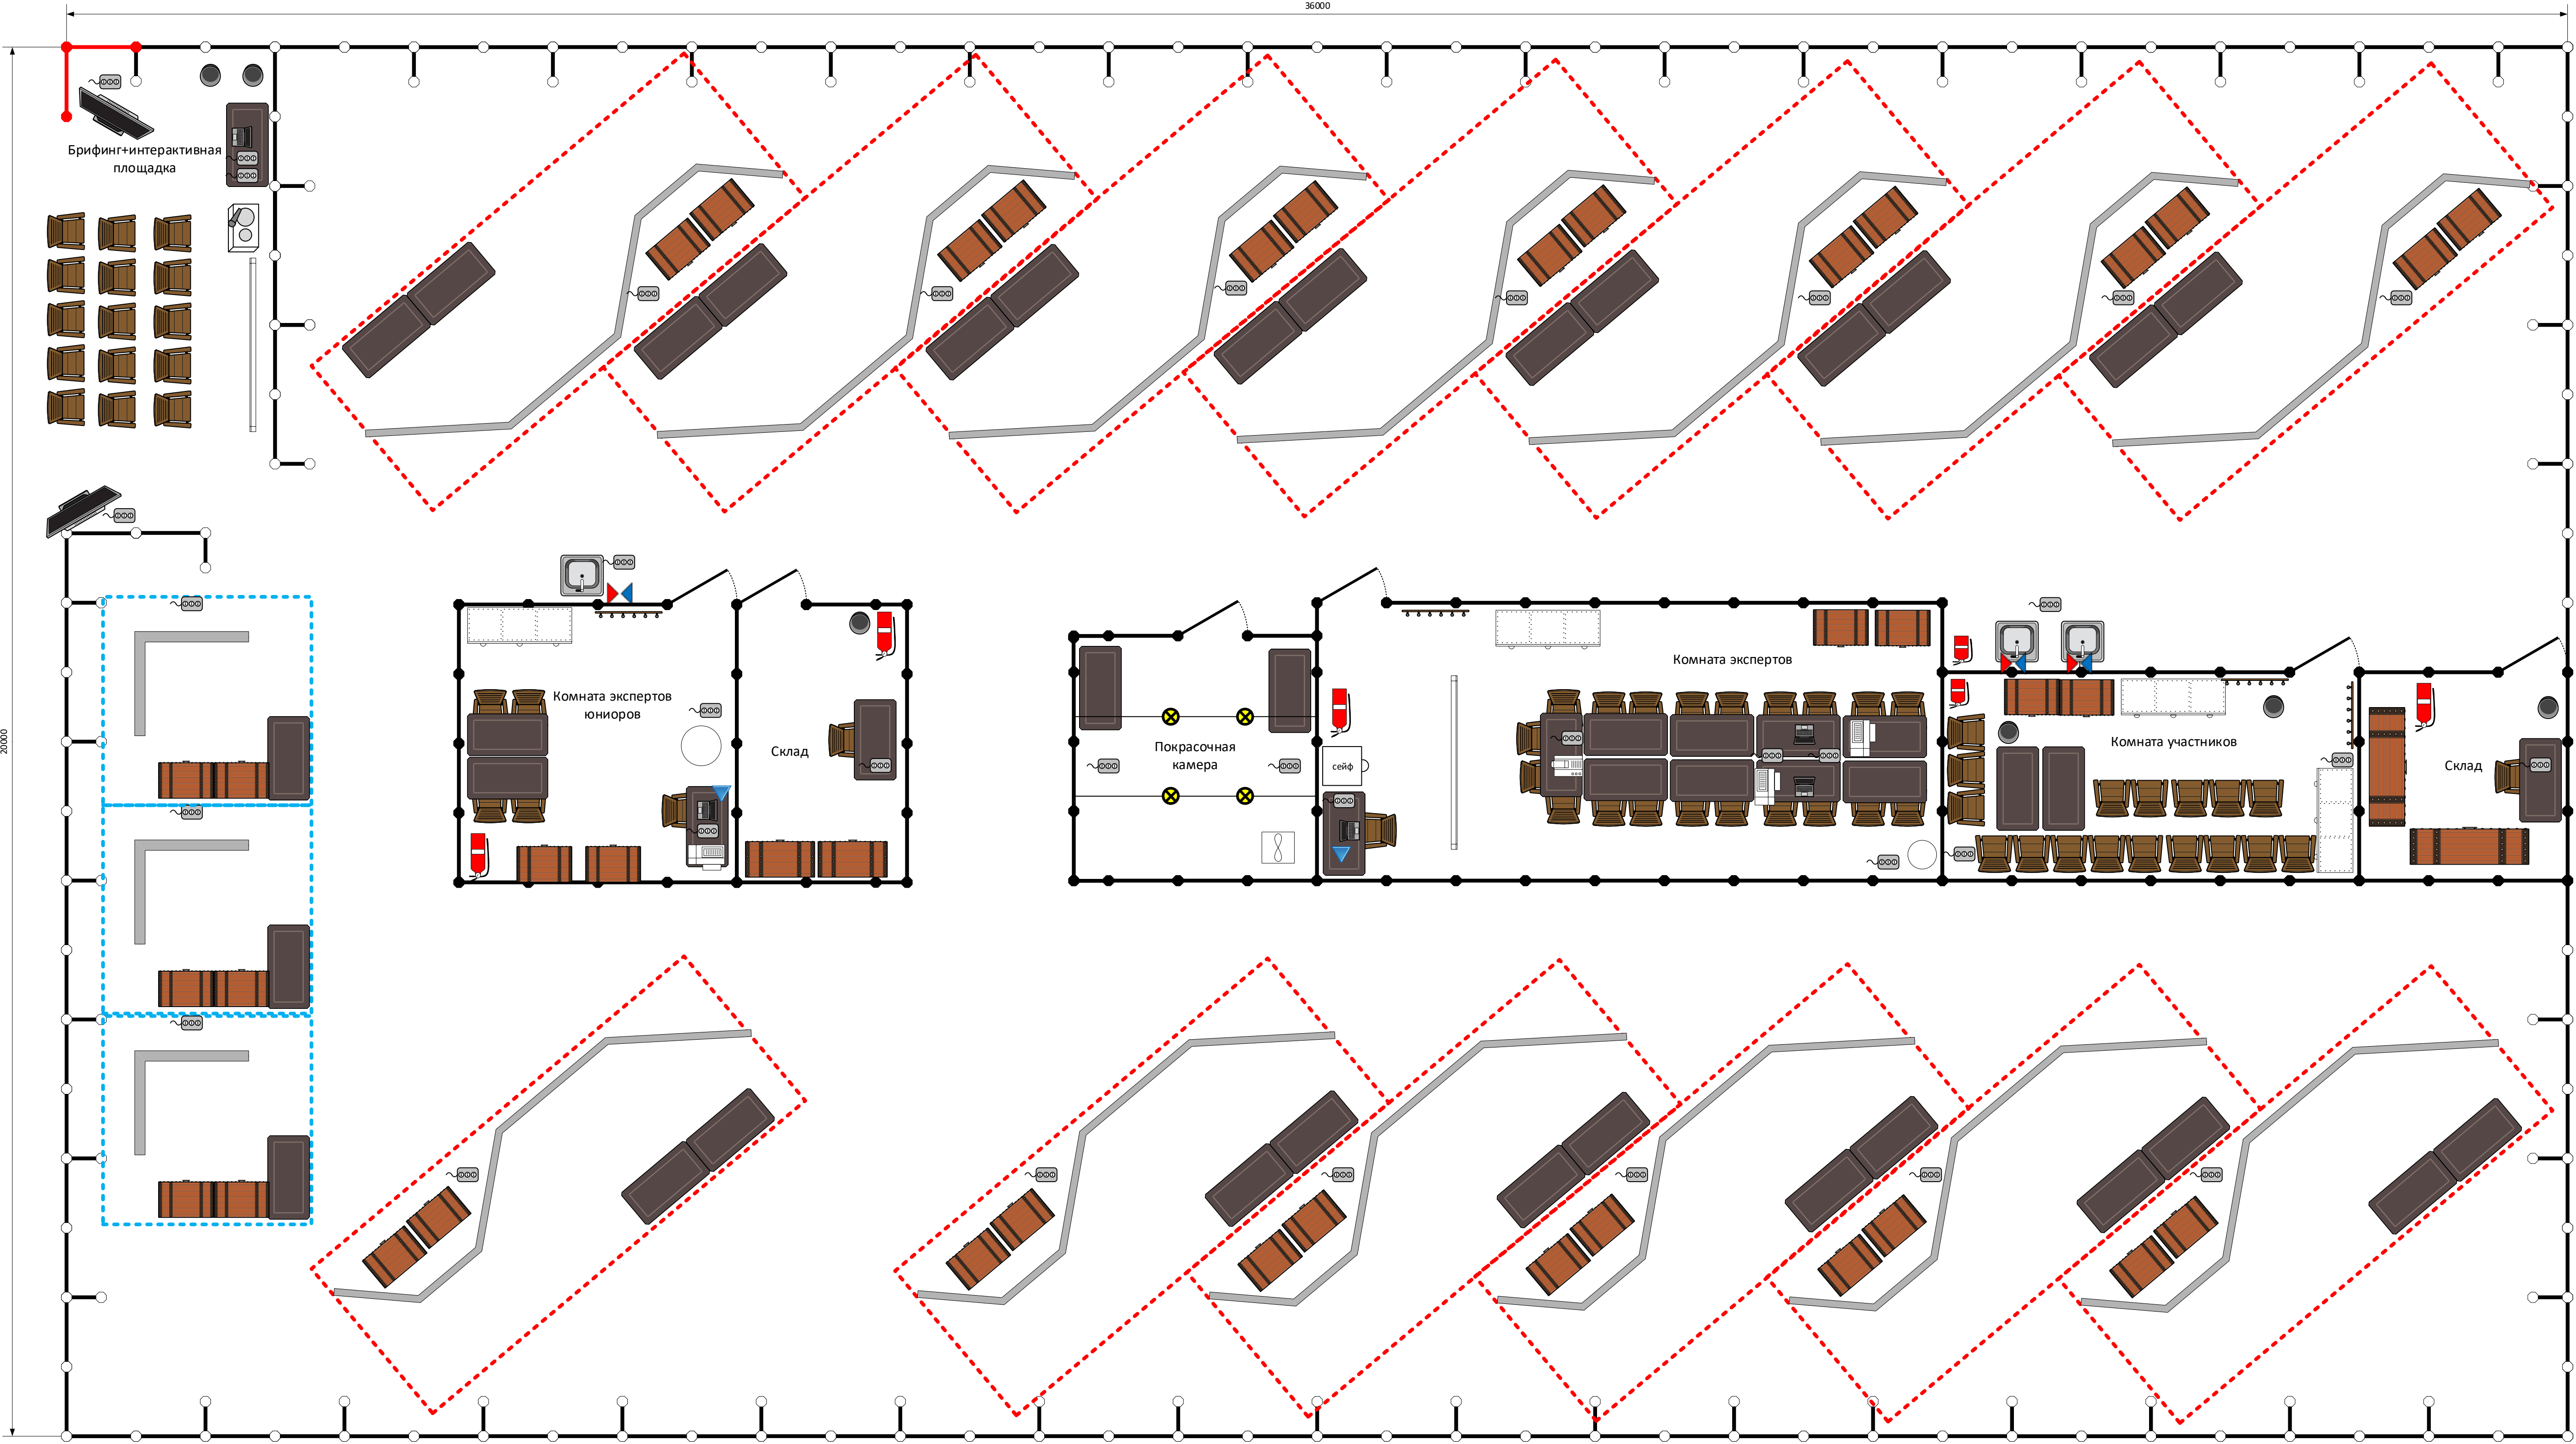 36000
20000
Брифинг+интерактивная
площадка
Комната экспертов
юниоров
Склад
Покрасочная
камера
сейф
Комната экспертов
Комната участников
Склад